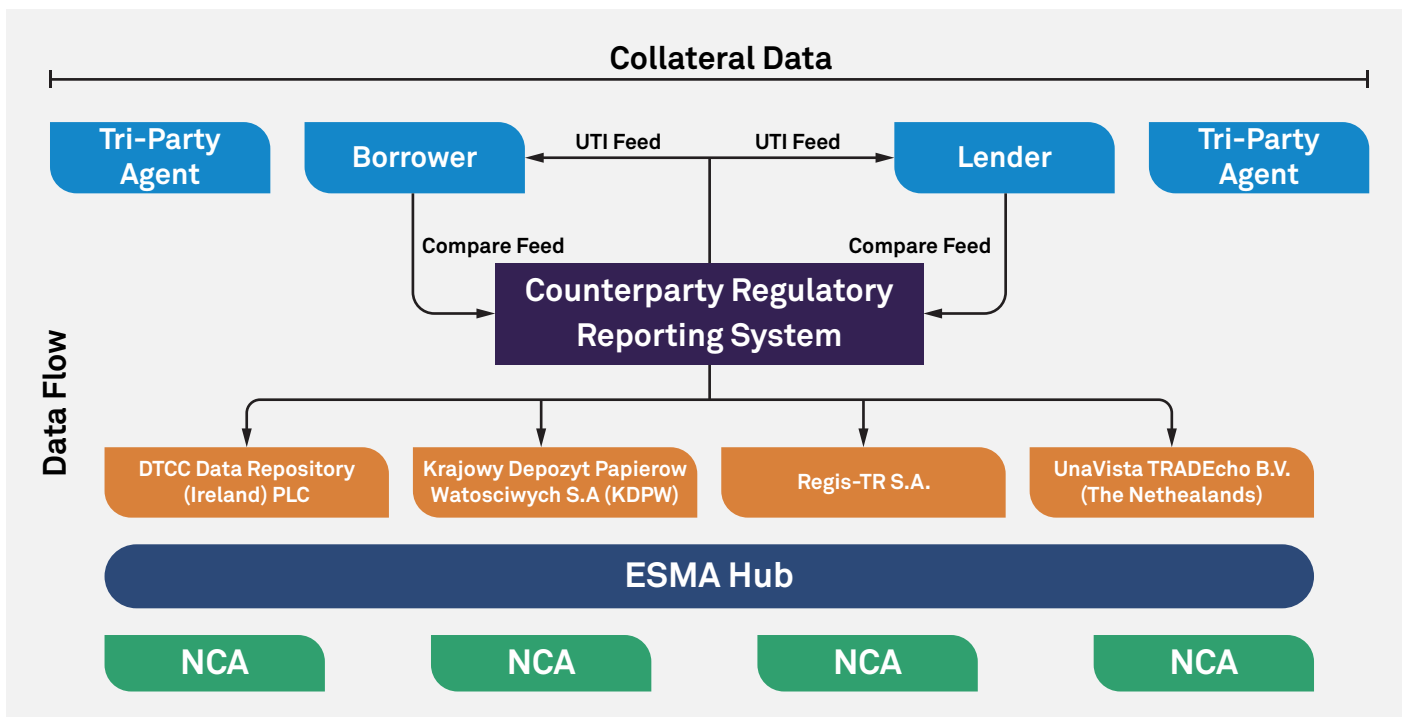 Collateral Data
Tri-Party
Agent
Borrower
UTI Feed
UTI Feed
Lender
Tri-Party
Agent
Compare Feed
Compare Feed
Counterparty Regulatory
Reporting System
Data Flow
DTCC Data Repository
(Ireland) PLC
Krajowy Depozyt Papierow
Watosciwych S.A (KDPW)
Regis-TR S.A.
UnaVista TRADEcho B.V.
(The Nethealands)
ESMA Hub
NCA
NCA
NCA
NCA